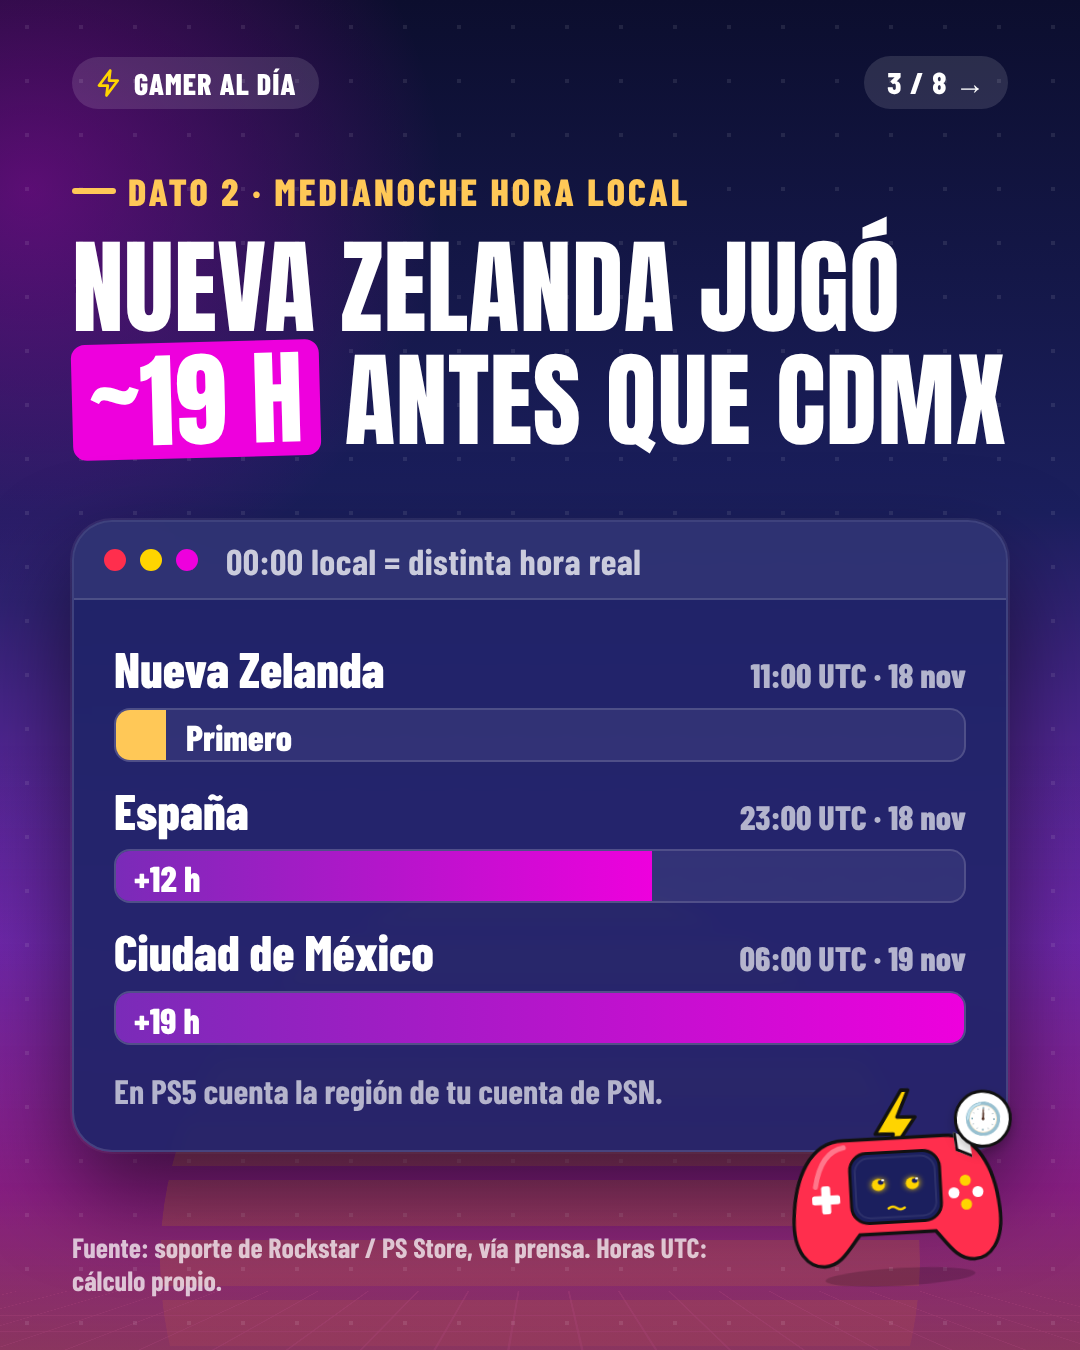 GAMER AL DÍA
3 / 8 →
DATO 2 · MEDIANOCHE HORA LOCAL
NUEVA ZELANDA JUGÓ
~19 H ANTES QUE CDMX
00:00 local = distinta hora real
Nueva Zelanda
11:00 UTC · 18 nov
Primero
España
23:00 UTC · 18 nov
+12 h
Ciudad de México
06:00 UTC · 19 nov
+19 h
En PS5 cuenta la región de tu cuenta de PSN.
Fuente: soporte de Rockstar / PS Store, vía prensa. Horas UTC:
cálculo propio.